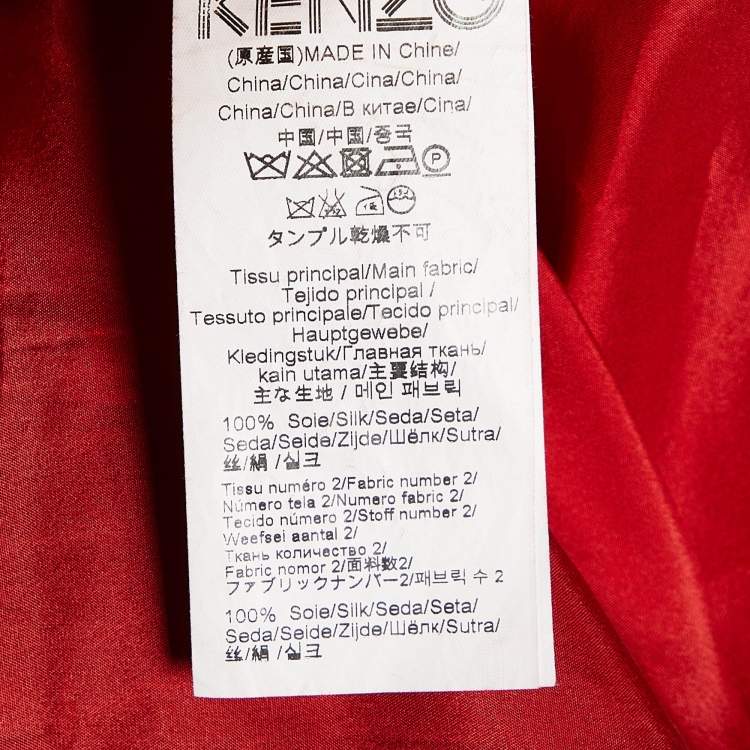 KENZO
(原産国)MADE IN Chine/
China/China/Cina/China/
China/China/В китае/Cina/
中国/中国/중국
P
タンブル乾燥不可
Tissu principal/Main fabric/
Tejido principal /
Tessuto principale/Tecido principal/
Hauptgewebe/
Kledingstuk/Главная ткань/
kain utama/主要结构/
主な生地 / 메인 패브릭
100% Soie/Silk/Seda/Seta/
Seda/Seide/Zijde/Шёлк/Sutra/
丝/絹 /실크
Tissu numéro 2/Fabric number 2/
Número tela 2/Numero fabric 2/
Tecido número 2/Stoff number 2/
Weefsel aantal 2/
Ткань количество 2/
Fabric nomor 2/面料数2/
ファブリックナンバー2/패브릭 수 2
100% Soie/Silk/Seda/Seta/
Seda/Seide/Zijde/Шёлк/Sutra/
丝/絹 /실크